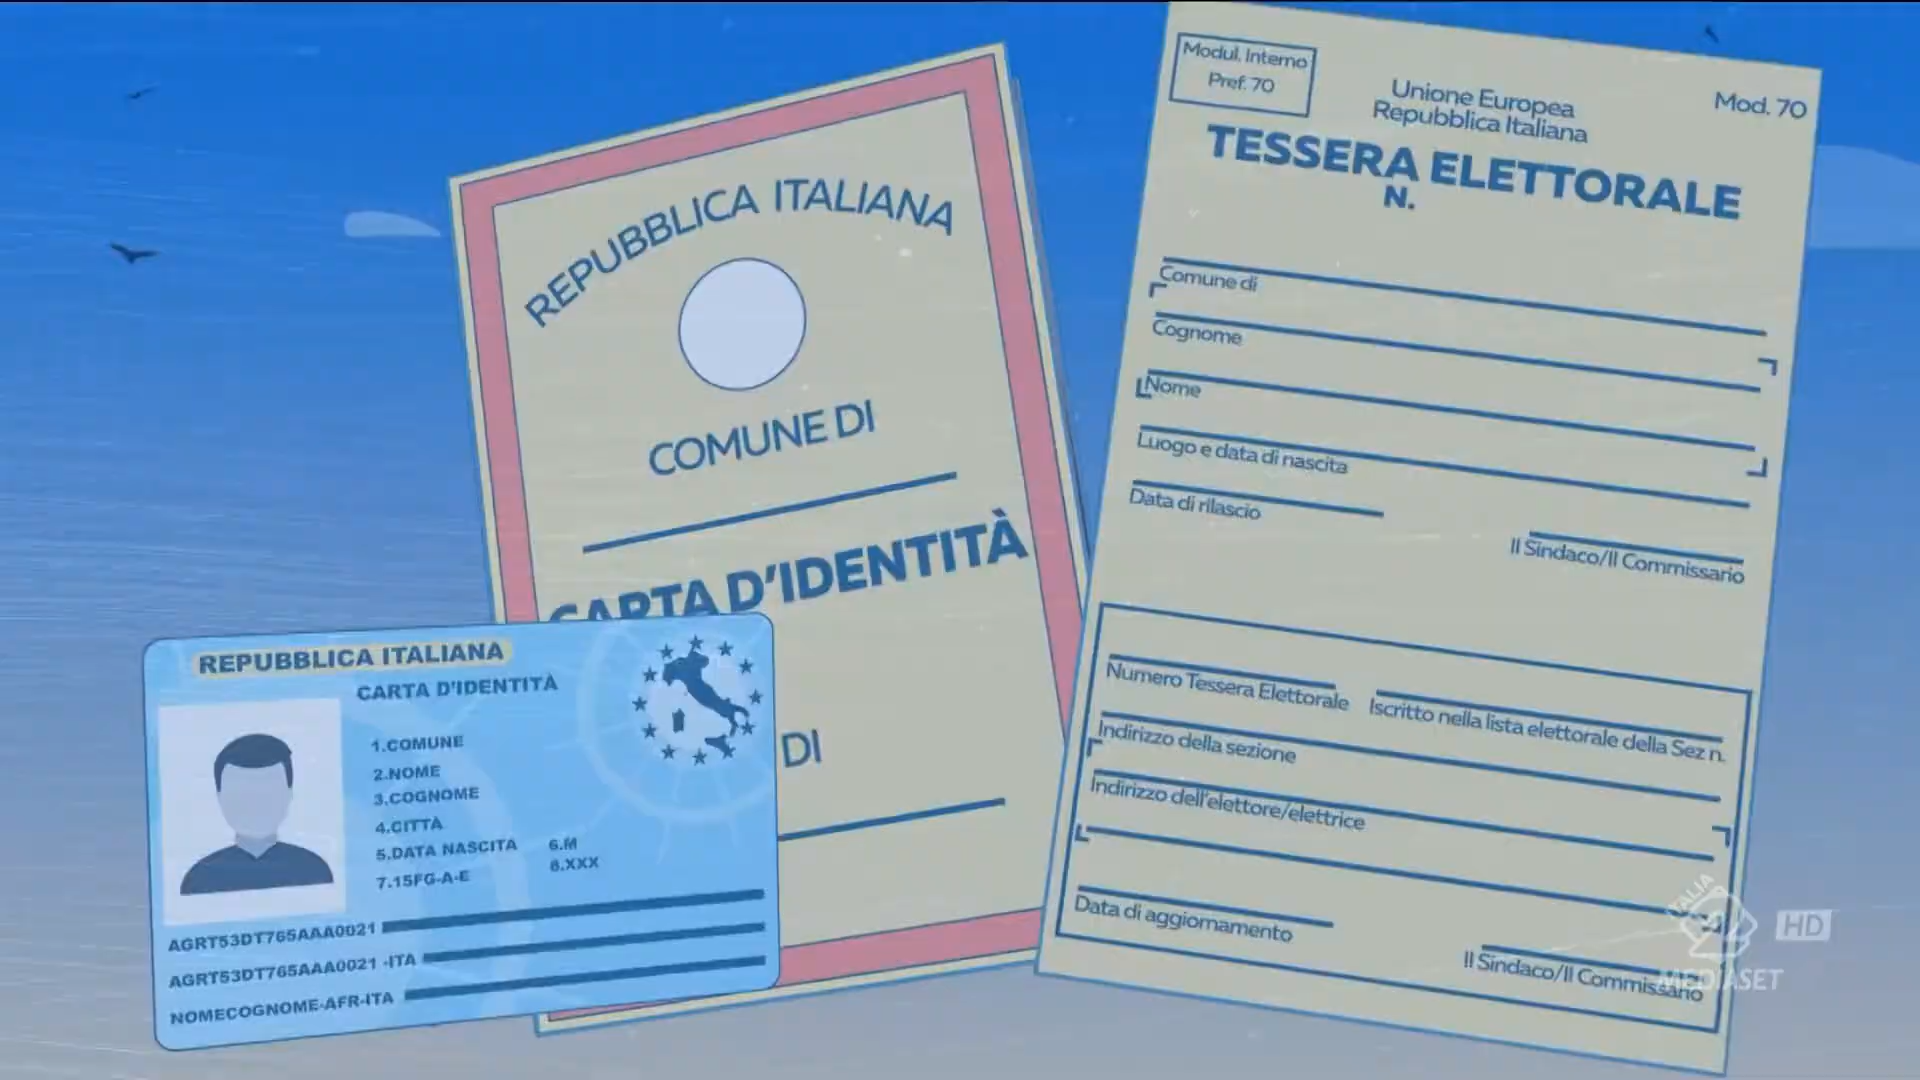 REPUBBLICA ITALIANA
COMUNE DI
CARTA D'IDENTITÀ
DI
REPUBBLICA ITALIANA
CARTA D'IDENTITÀ
1.COMUNE
2.NOME
3.COGNOME
4.CITTÀ
5.DATA NASCITA 6.M
6.XXX
7.15FG-A-E
AGRT53DT765AAA0021
AGRT53DT765AAA0021 -ITA
NOMECOGNOME-AFR-ITA
Modul. Interno
Pref. 70
Unione Europea
Repubblica Italiana
Mod. 70
TESSERA ELETTORALE
N.
Comune di
Cognome
Nome
Luogo e data di nascita
Data di rilascio
Il Sindaco/Il Commissario
Numero Tessera Elettorale
Iscritto nella lista elettorale della Sez n.
Indirizzo della sezione
Indirizzo dell'elettore/elettrice
Data di aggiornamento
Il Sindaco/Il Commissario
ITALIA
2 HD
MEDIASET